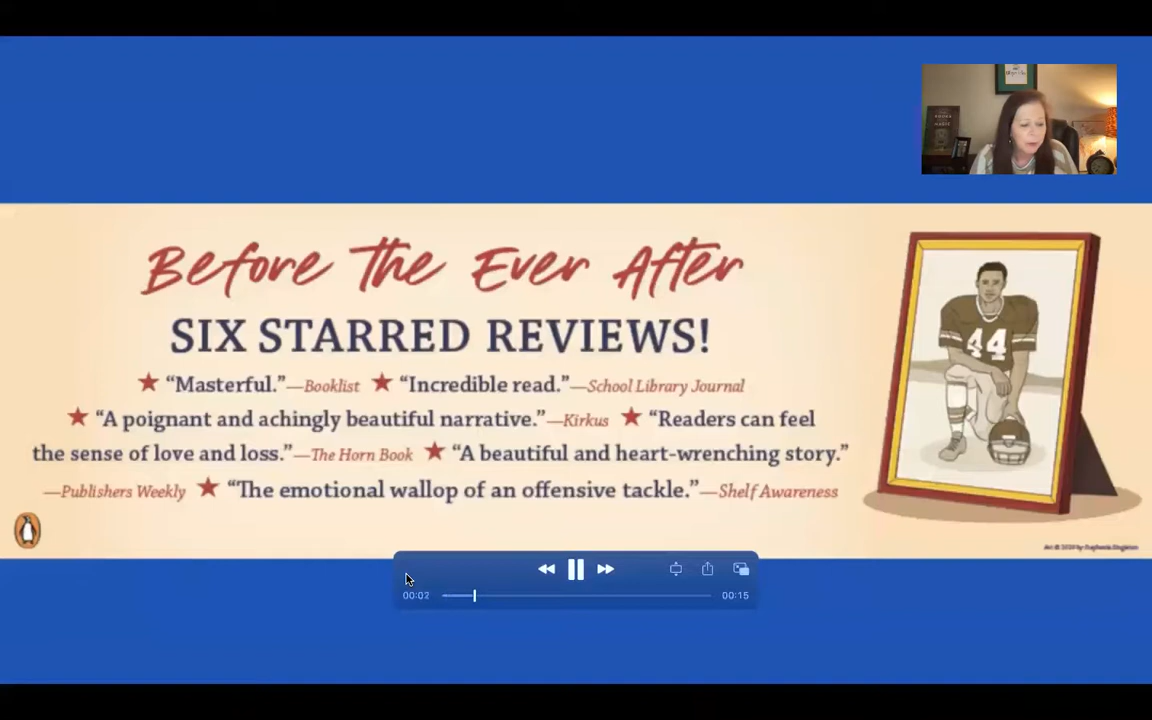 Before The Ever After
SIX STARRED REVIEWS!
★ “Masterful.”—Booklist ★ “Incredible read.”—School Library Journal
★ “A poignant and achingly beautiful narrative.”—Kirkus ★ “Readers can feel
the sense of love and loss.”—The Horn Book ★ “A beautiful and heart-wrenching story.”
—Publishers Weekly ★ “The emotional wallop of an offensive tackle.”—Shelf Awareness
44
00:02
00:15